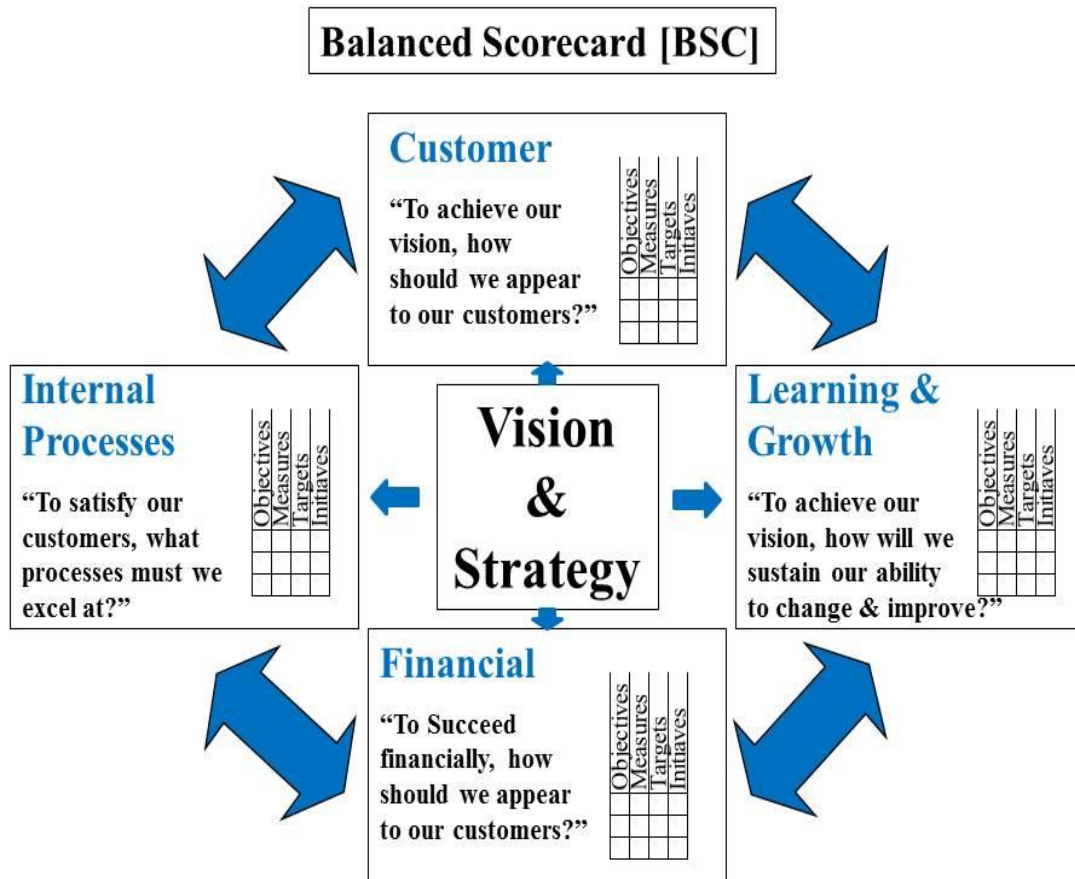 Balanced Scorecard [BSC]
Customer
“To achieve our
vision, how
should we appear
to our customers?”
Objectives
Measures
Targets
Initiaves
Internal
Processes
“To satisfy our
customers, what
processes must we
excel at?”
Objectives
Measures
Targets
Initiaves
Vision
&
Strategy
Learning &
Growth
“To achieve our
vision, how will we
sustain our ability
to change & improve?”
Objectives
Measures
Targets
Initiaves
Financial
“To Succeed
financially, how
should we appear
to our customers?”
Objectives
Measures
Targets
Initiaves